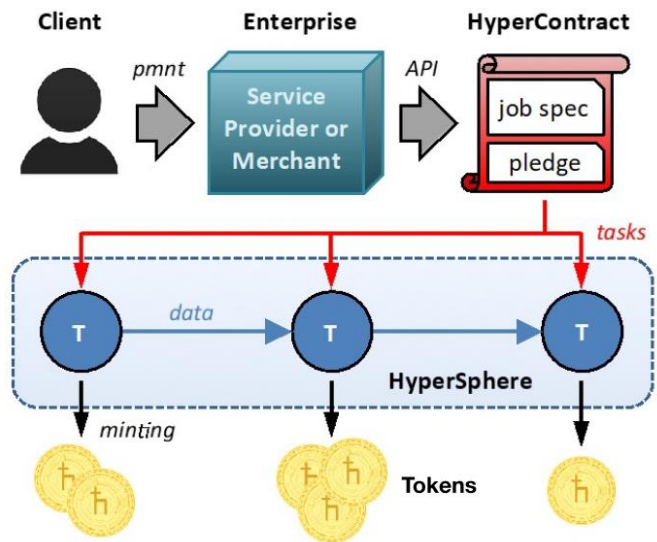 Client
Enterprise
HyperContract
pmnt
API
Service
Provider or
Merchant
job spec
pledge
tasks
T
data
T
T
HyperSphere
minting
Tokens
ħ
ħ
ħ
ħ
ħ
ħ